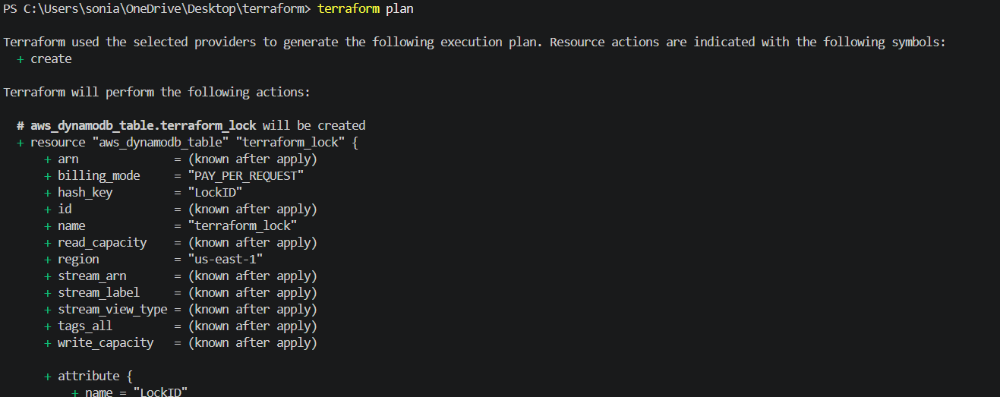 PS C:\Users\sonia\OneDrive\Desktop\terraform> terraform plan
Terraform used the selected providers to generate the following execution plan. Resource actions are indicated with the following symbols:
+ create
Terraform will perform the following actions:
# aws_dynamodb_table.terraform_lock will be created
+ resource "aws_dynamodb_table" "terraform_lock" {
+ arn = (known after apply)
+ billing_mode = "PAY_PER_REQUEST"
+ hash_key = "LockID"
+ id = (known after apply)
+ name = "terraform_lock"
+ read_capacity = (known after apply)
+ region = "us-east-1"
+ stream_arn = (known after apply)
+ stream_label = (known after apply)
+ stream_view_type = (known after apply)
+ tags_all = (known after apply)
+ write_capacity = (known after apply)
+ attribute {
+ name = "LockID"